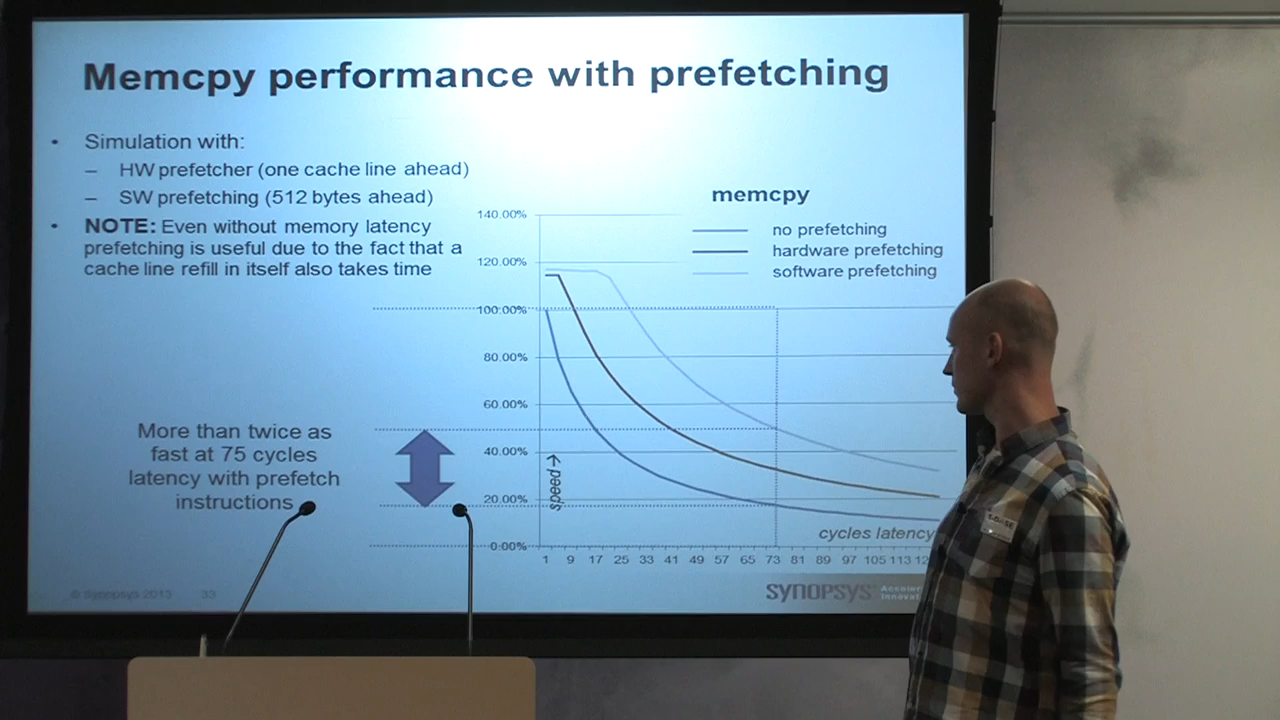 Memcpy performance with prefetching
• Simulation with:
– HW prefetcher (one cache line ahead)
– SW prefetching (512 bytes ahead)
• NOTE: Even without memory latency
prefetching is useful due to the fact that a
cache line refill in itself also takes time
More than twice as
fast at 75 cycles
latency with prefetch
instructions
memcpy
no prefetching
hardware prefetching
software prefetching
140.00%
120.00%
100.00%
80.00%
60.00%
40.00%
20.00%
0.00%
speed→
cycles latency
1 9 17 25 33 41 49 57 65 73 81 89 97 105 113
© Synopsys 2013 33
SYNOPSYS